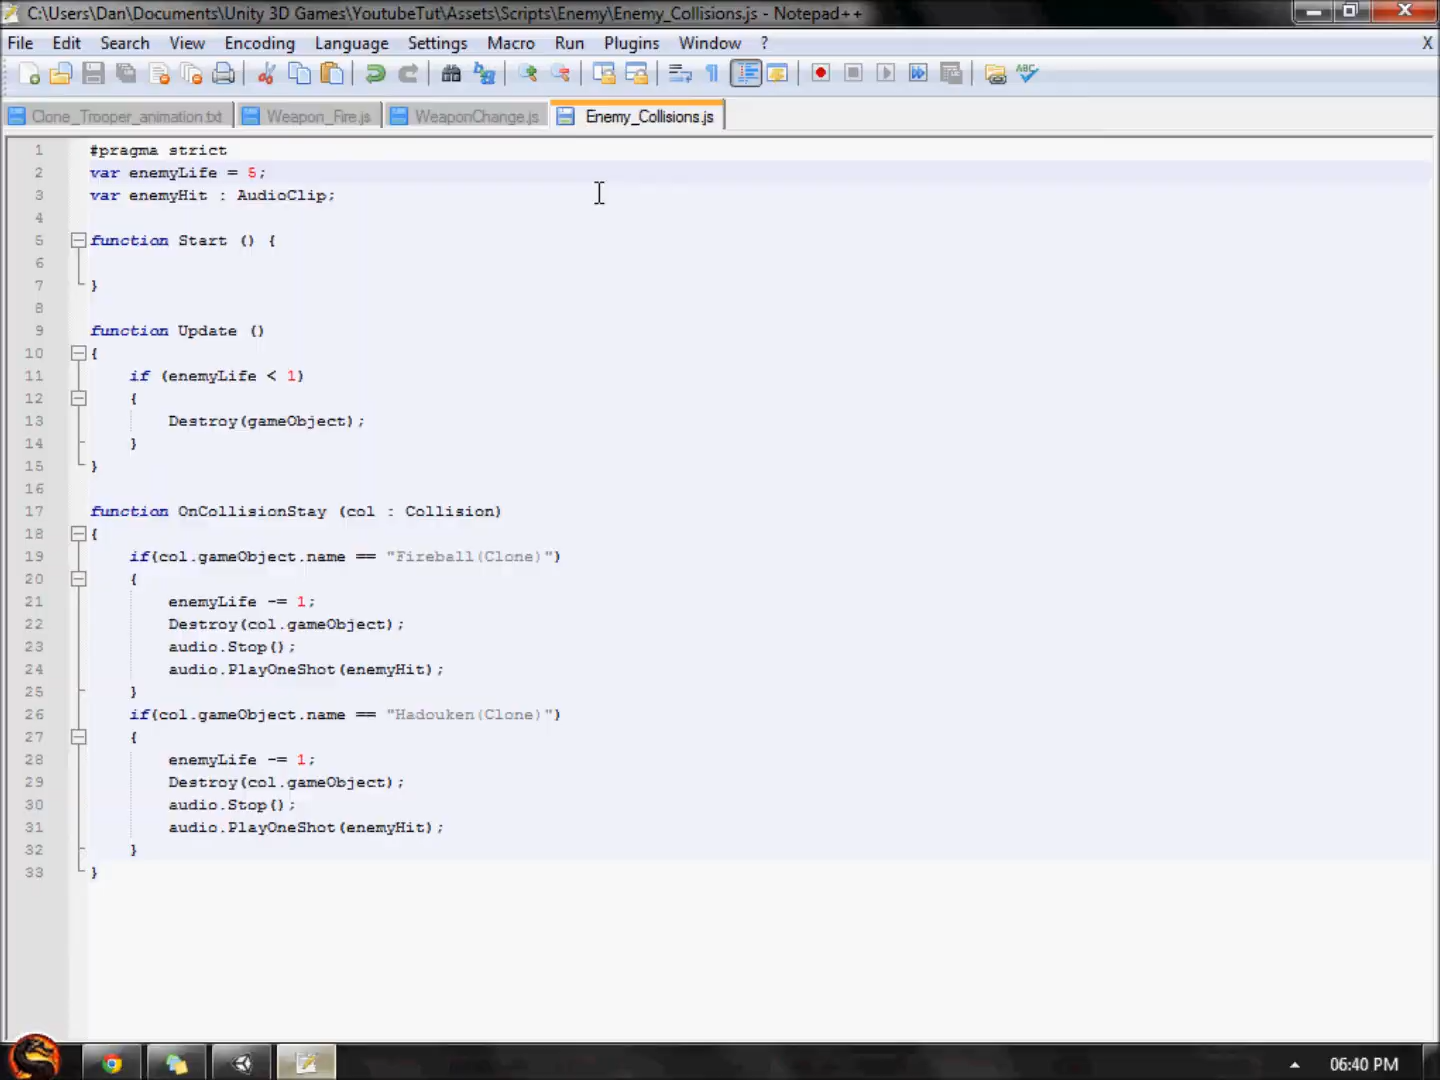 C:\Users\Dan\Documents\Unity 3D Games\YoutubeTut\Assets\Scripts\Enemy\Enemy_Collisions.js - Notepad++
File Edit Search View Encoding Language Settings Macro Run Plugins Window ? X
Clone_Trooper_animation.txt Weapon_Fire.js WeaponChange.js Enemy_Collisions.js
1 #pragma strict
2 var enemyLife = 5;
3 var enemyHit : AudioClip;
4
5 function Start () {
6
7 }
8
9 function Update ()
10 {
11 if (enemyLife < 1)
12 {
13 Destroy(gameObject);
14 }
15 }
16
17 function OnCollisionStay (col : Collision)
18 {
19 if(col.gameObject.name == "Fireball(Clone)")
20 {
21 enemyLife -= 1;
22 Destroy(col.gameObject);
23 audio.Stop();
24 audio.PlayOneShot(enemyHit);
25 }
26 if(col.gameObject.name == "Hadouken(Clone)")
27 {
28 enemyLife -= 1;
29 Destroy(col.gameObject);
30 audio.Stop();
31 audio.PlayOneShot(enemyHit);
32 }
33 }
06:40 PM